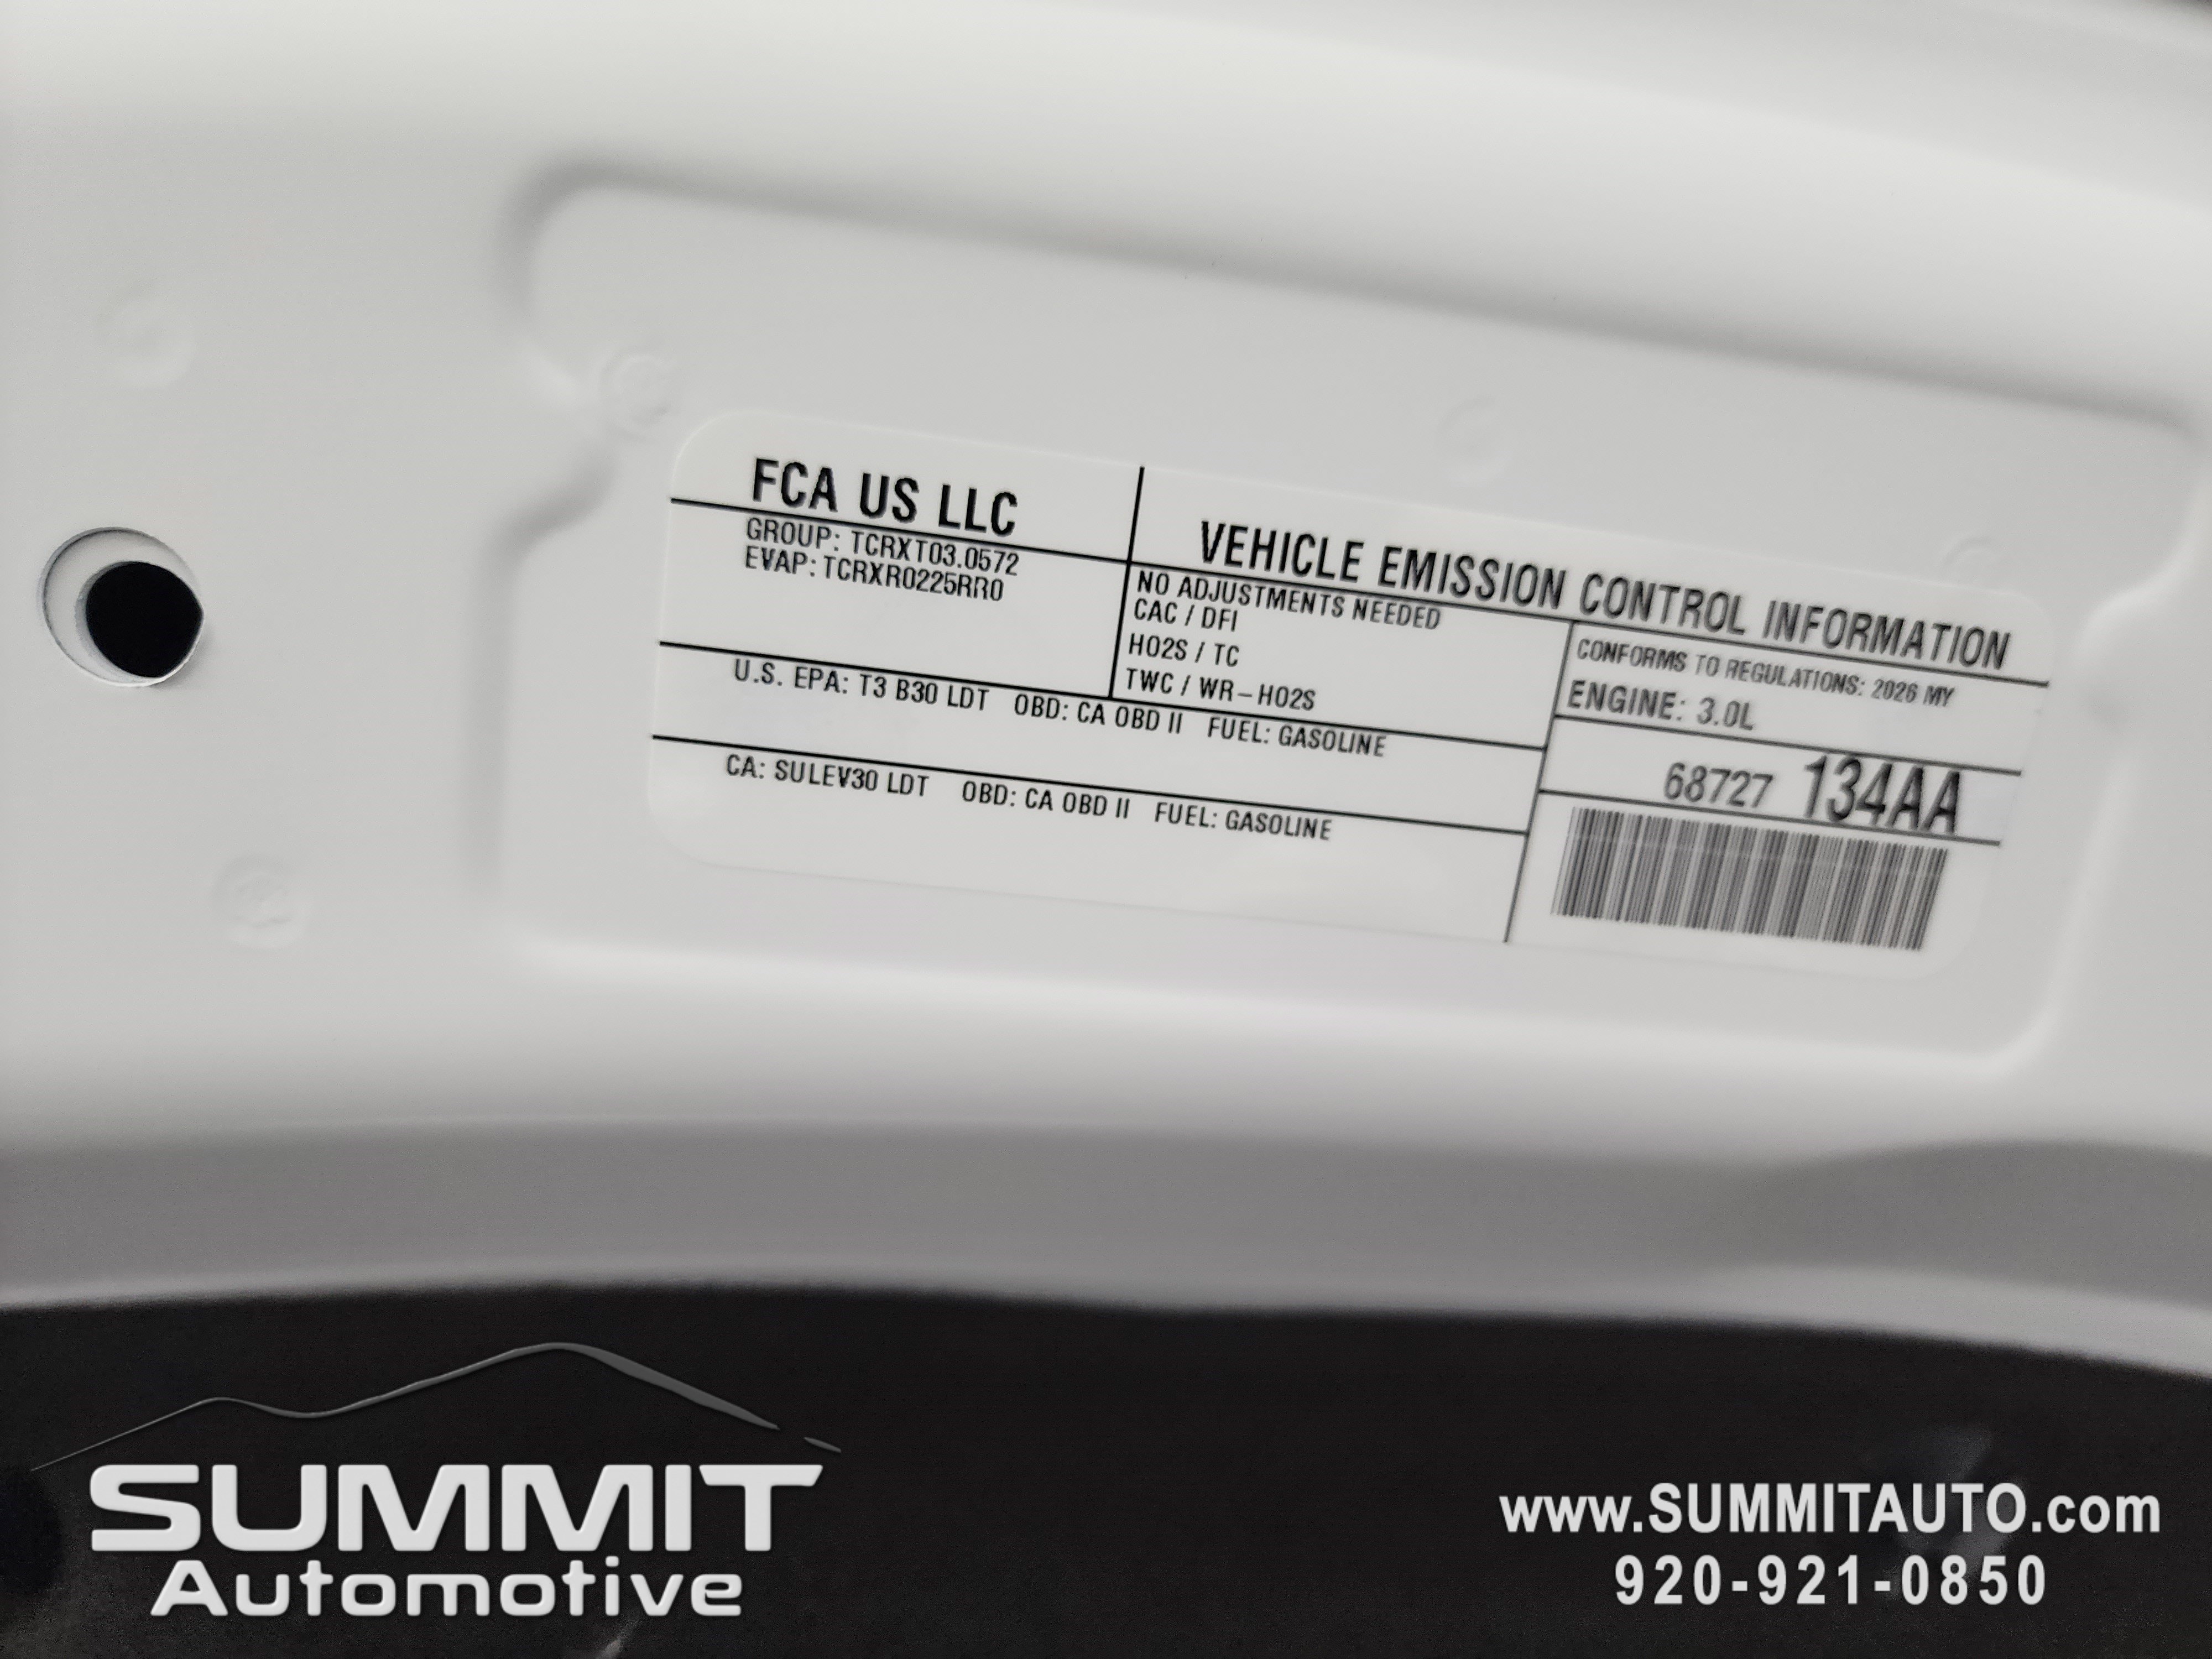 FCA US LLC
GROUP: TCRXT03.0572
EVAP: TCRXR0225RR0
VEHICLE EMISSION CONTROL INFORMATION
NO ADJUSTMENTS NEEDED
CAC / DFI
HO2S / TC
TWC / WR-HO2S
CONFORMS TO REGULATIONS: 2026 MY
ENGINE: 3.0L
U.S. EPA: T3 B30 LDT OBD: CA OBD II FUEL: GASOLINE
CA: SULEV30 LDT OBD: CA OBD II FUEL: GASOLINE
68727 134AA
SUMMIT
Automotive
www.SUMMITAUTO.com
920-921-0850